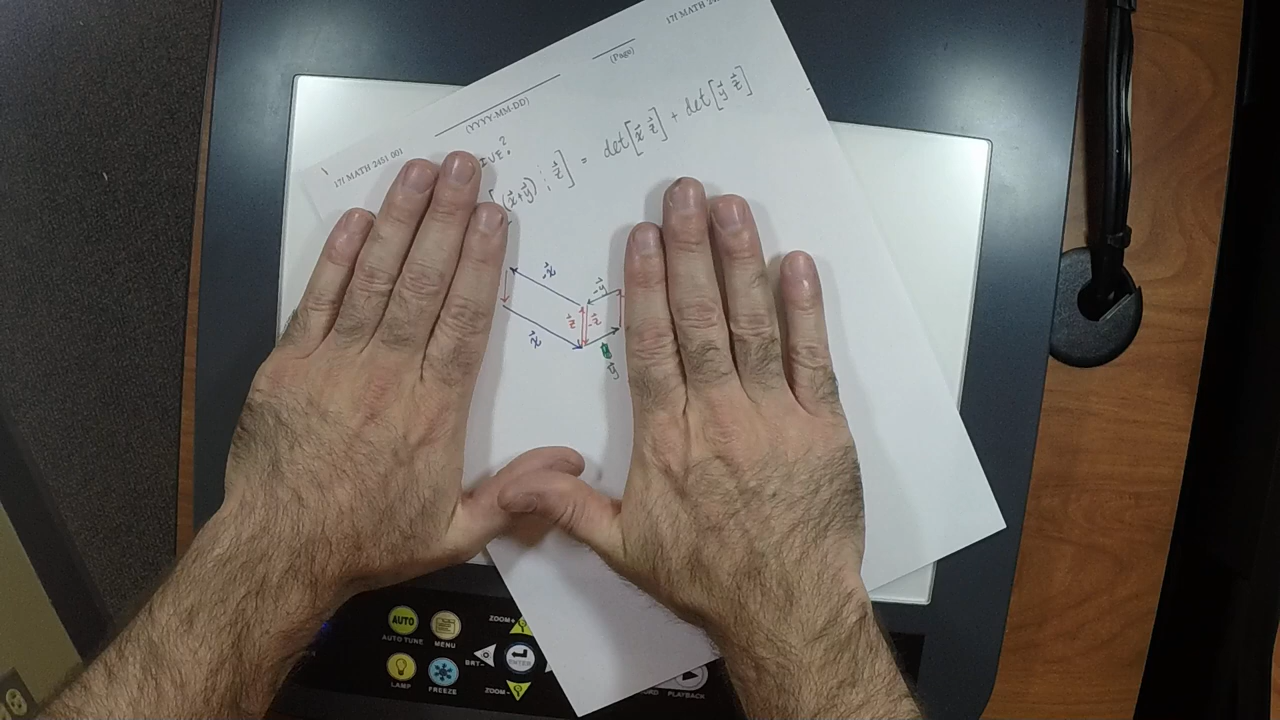 17f MATH 2451 001
(YYYY-MM-DD)
(Page)
17f MATH
IVE?
[(x⃗+y⃗) ⋮ z⃗] = det[x⃗ z⃗] + det[y⃗ z⃗]
-x⃗
-y⃗
z⃗
-z⃗
x⃗
y⃗
AUTO
AUTO TUNE
MENU
ZOOM+
LAMP
FREEZE
BRT-
ENTER
ZOOM-
PLAYBACK